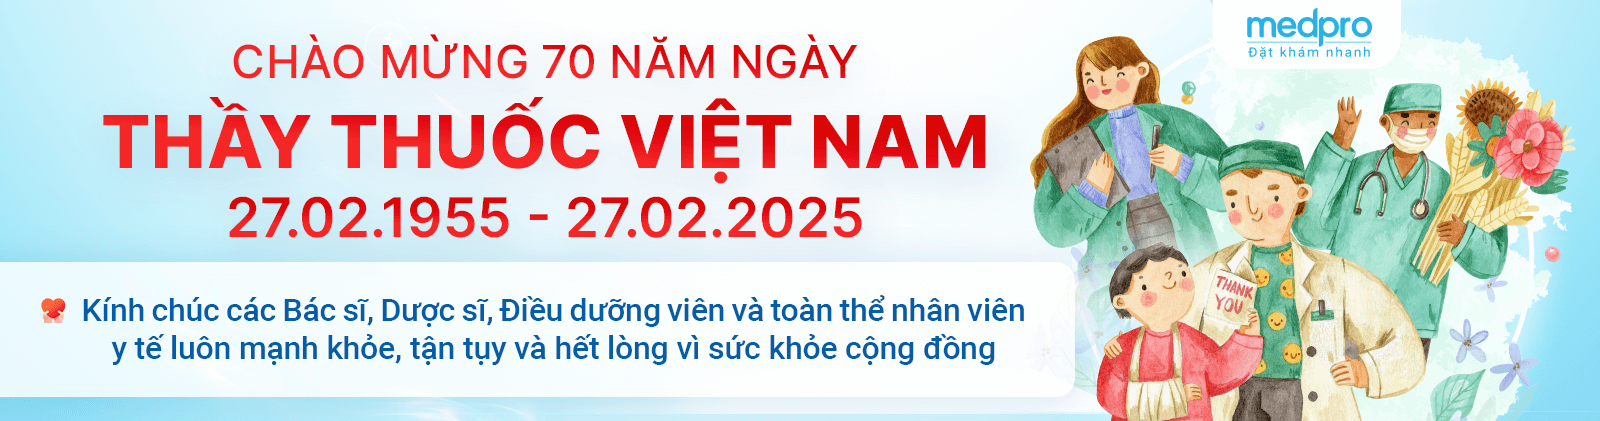 CHÀO MỪNG 70 NĂM NGÀY
THẦY THUỐC VIỆT NAM
27.02.1955 - 27.02.2025
Kính chúc các Bác sĩ, Dược sĩ, Điều dưỡng viên và toàn thể nhân viên
y tế luôn mạnh khỏe, tận tụy và hết lòng vì sức khỏe cộng đồng
medpro
Đặt khám nhanh
THANK
YOU